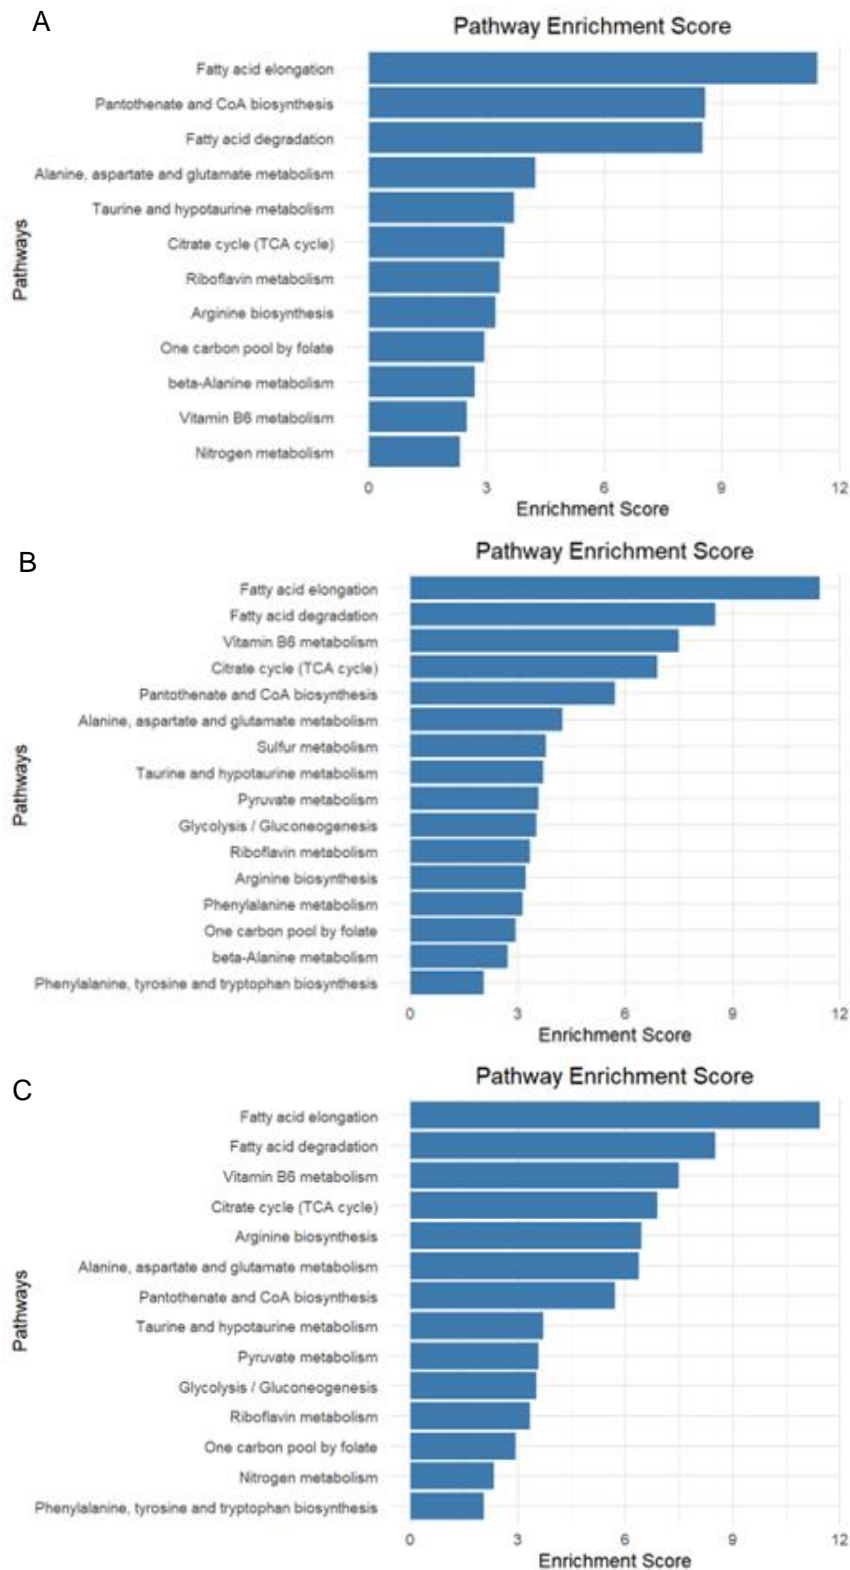 A
Pathway Enrichment Score
Fatty acid elongation
Pantothenate and CoA biosynthesis
Fatty acid degradation
Alanine, aspartate and glutamate metabolism
Taurine and hypotaurine metabolism
Citrate cycle (TCA cycle)
Riboflavin metabolism
Arginine biosynthesis
One carbon pool by folate
beta-Alanine metabolism
Vitamin B6 metabolism
Nitrogen metabolism
Pathways
0 3 6 9 12
Enrichment Score
B
Pathway Enrichment Score
Fatty acid elongation
Fatty acid degradation
Vitamin B6 metabolism
Citrate cycle (TCA cycle)
Pantothenate and CoA biosynthesis
Alanine, aspartate and glutamate metabolism
Sulfur metabolism
Taurine and hypotaurine metabolism
Pyruvate metabolism
Glycolysis / Gluconeogenesis
Riboflavin metabolism
Arginine biosynthesis
Phenylalanine metabolism
One carbon pool by folate
beta-Alanine metabolism
Phenylalanine, tyrosine and tryptophan biosynthesis
Pathways
0 3 6 9 12
Enrichment Score
C
Pathway Enrichment Score
Fatty acid elongation
Fatty acid degradation
Vitamin B6 metabolism
Citrate cycle (TCA cycle)
Arginine biosynthesis
Alanine, aspartate and glutamate metabolism
Pantothenate and CoA biosynthesis
Taurine and hypotaurine metabolism
Pyruvate metabolism
Glycolysis / Gluconeogenesis
Riboflavin metabolism
One carbon pool by folate
Nitrogen metabolism
Phenylalanine, tyrosine and tryptophan biosynthesis
Pathways
0 3 6 9 12
Enrichment Score